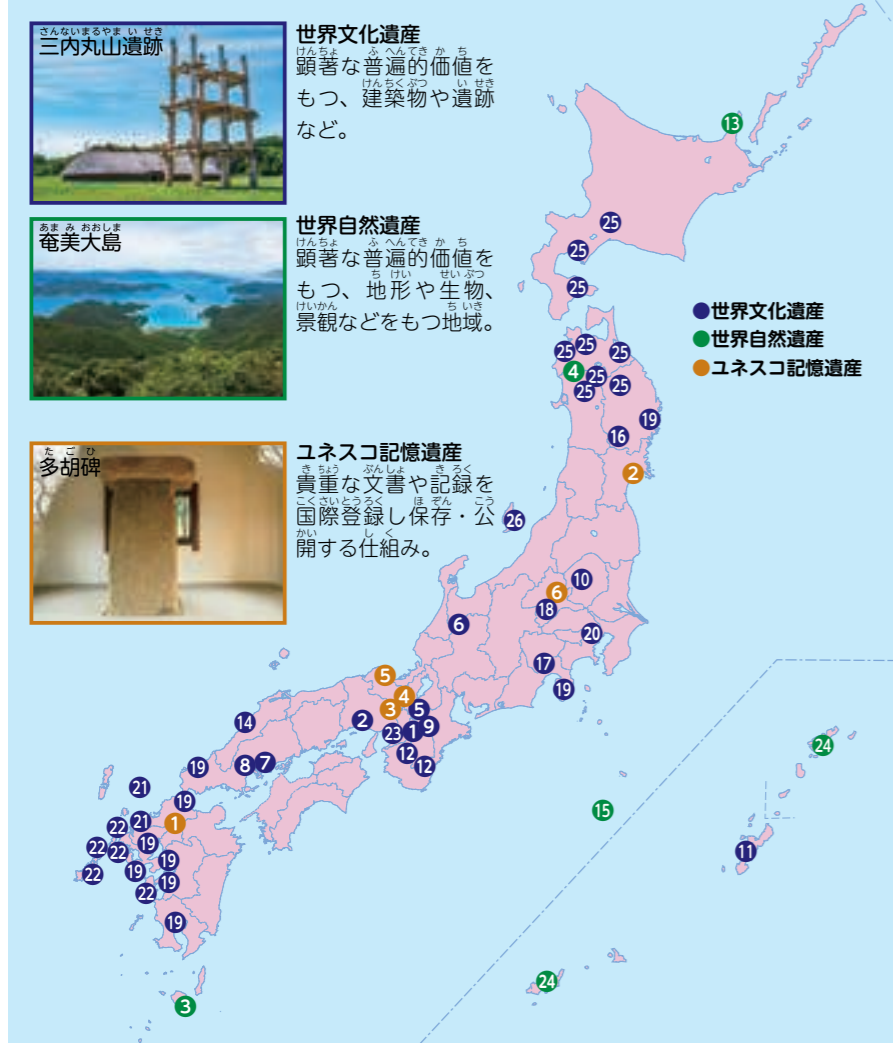 三内丸山遺跡
さんないまるやまいせき
世界文化遺産
顕著な普遍的価値を
けんちょ ふへんてきかち
もつ、建築物や遺跡
けんちくぶつ いせき
など。
奄美大島
あまみおおしま
世界自然遺産
顕著な普遍的価値を
けんちょ ふへんてきかち
もつ、地形や生物、
ちけい せいぶつ
景観などをもつ地域。
けいかん ちいき
多胡碑
たごひ
ユネスコ記憶遺産
貴重な文書や記録を
きちょう ぶんしょ きろく
国際登録し保存・公
こくさいとうろく ほぞん こう
開する仕組み。
かい しく
●世界文化遺産
●世界自然遺産
●ユネスコ記憶遺産
13
25
25
25
25
25
25
4
25
25
25
19
16
2
26
10
6
18
6
20
17
19
5
4
3
5
2
9
1
23
12
12
14
8
7
19
21
19
1
21
22
22
22
19
19
19
19
22
22
19
3
15
24
11
24